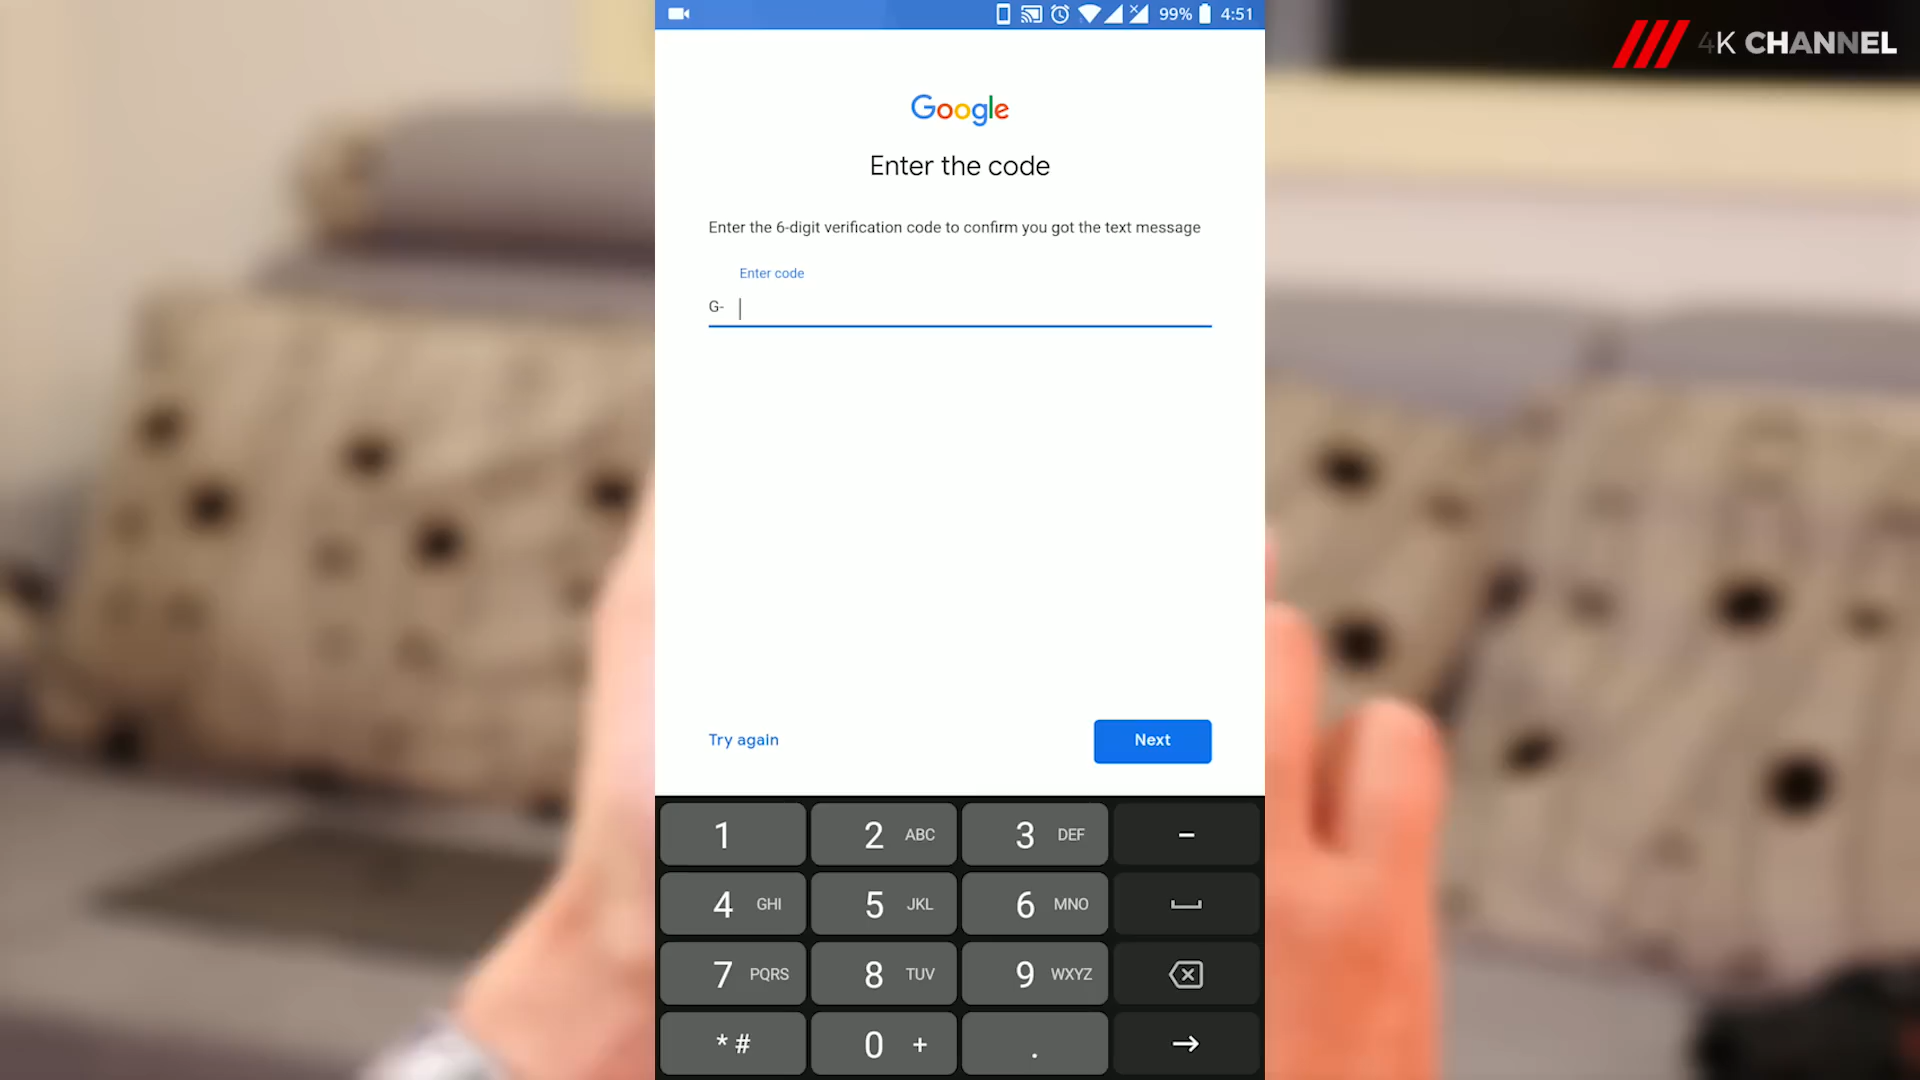 99% 4:51
4K CHANNEL
Google
Enter the code
Enter the 6-digit verification code to confirm you got the text message
Enter code
G-
Try again
Next
1 2 ABC 3 DEF -
4 GHI 5 JKL 6 MNO
7 PQRS 8 TUV 9 WXYZ
* # 0 + .